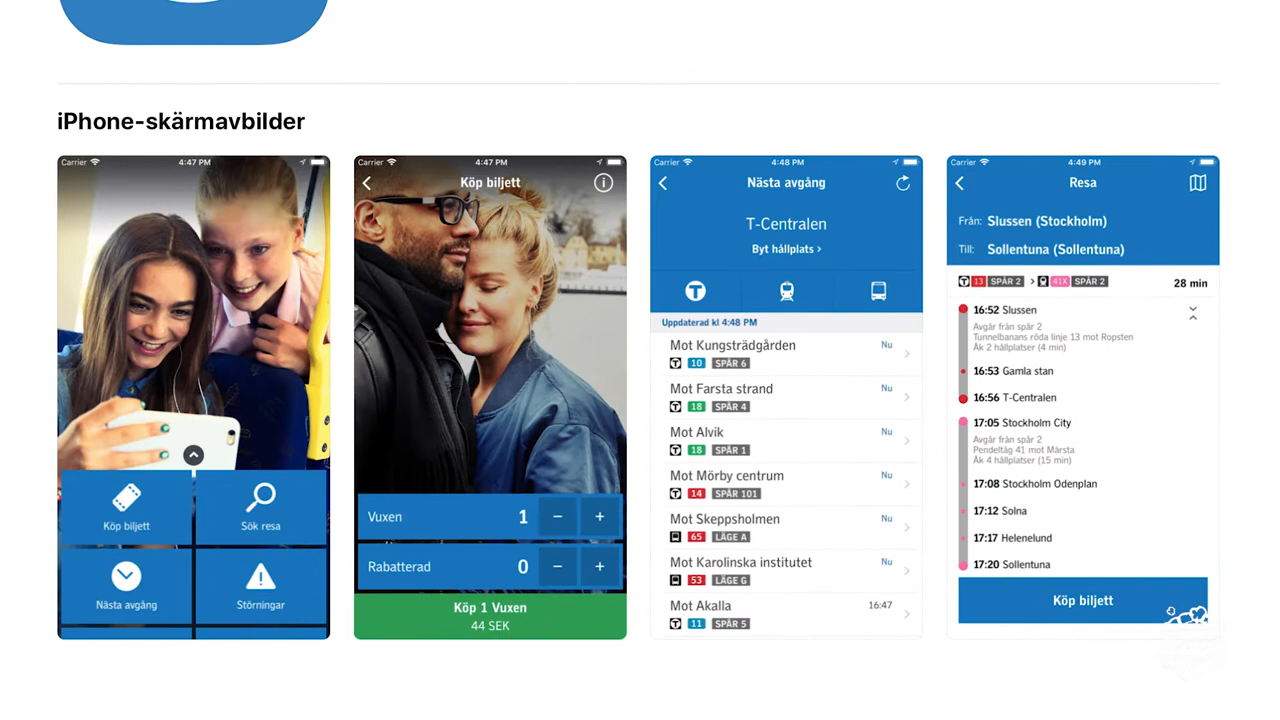 iPhone-skärmavbilder
Carrier 4:47 PM
Köp biljett
Sök resa
Nästa avgång
Störningar
Carrier 4:47 PM
Köp biljett
Vuxen 1 − +
Rabatterad 0 − +
Köp 1 Vuxen
44 SEK
Carrier 4:48 PM
Nästa avgång
T-Centralen
Byt hållplats ›
T
Uppdaterad kl 4:48 PM
Mot Kungsträdgården Nu
T 10 SPÅR 6
Mot Farsta strand Nu
T 18 SPÅR 4
Mot Alvik Nu
T 18 SPÅR 1
Mot Mörby centrum Nu
T 14 SPÅR 101
Mot Skeppsholmen Nu
65 LÄGE A
Mot Karolinska institutet Nu
53 LÄGE G
Mot Akalla 16:47
T 11 SPÅR 5
Carrier 4:49 PM
Resa
Från: Slussen (Stockholm)
Till: Sollentuna (Sollentuna)
T 13 SPÅR 2 › 41X SPÅR 2 28 min
16:52 Slussen
Avgår från spår 2
Tunnelbanans röda linje 13 mot Ropsten
Åk 2 hållplatser (4 min)
16:53 Gamla stan
16:56 T-Centralen
17:05 Stockholm City
Avgår från spår 2
Pendeltåg 41 mot Märsta
Åk 4 hållplatser (15 min)
17:08 Stockholm Odenplan
17:12 Solna
17:17 Helenelund
17:20 Sollentuna
Köp biljett